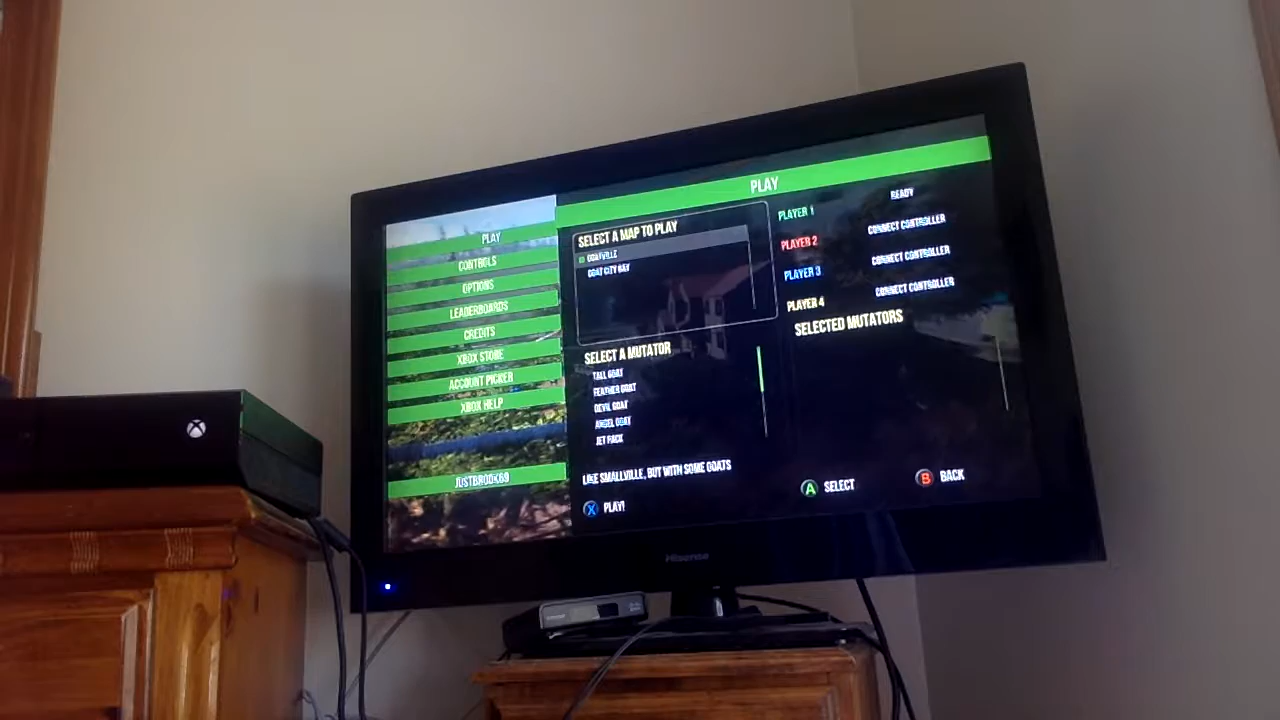 PLAY
CONTROLS
OPTIONS
LEADERBOARDS
CREDITS
XBOX STORE
ACCOUNT PICKER
XBOX HELP
JUSTBROOK69
PLAY
SELECT A MAP TO PLAY
GOATVILLE
GOAT CITY BAY
SELECT A MUTATOR
TALL GOAT
FEATHER GOAT
DEVIL GOAT
ANGEL GOAT
JET PACK
LIKE SMALLVILLE, BUT WITH SOME GOATS
X PLAY!
PLAYER 1 READY
PLAYER 2 CONNECT CONTROLLER
PLAYER 3 CONNECT CONTROLLER
PLAYER 4 CONNECT CONTROLLER
SELECTED MUTATORS
A SELECT
B BACK
Hisense